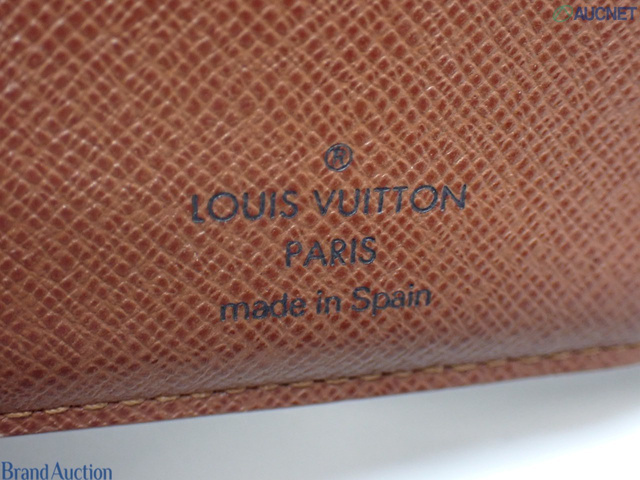 AUCNET
®
LOUIS VUITTON
PARIS
made in Spain
Brand Auction